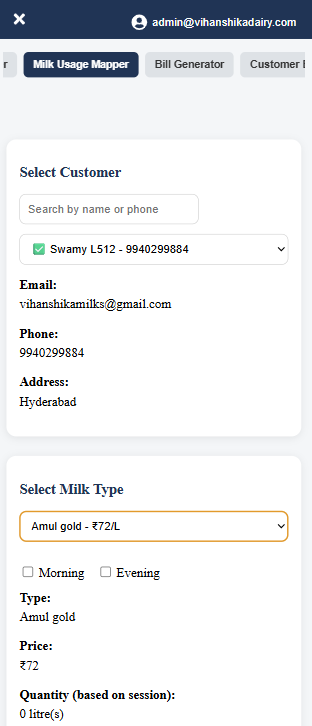 admin@vihanshikadairy.com
r
Milk Usage Mapper
Bill Generator
Customer
Select Customer
Search by name or phone
✅ Swamy L512 - 9940299884
Email:
vihanshikamilks@gmail.com
Phone:
9940299884
Address:
Hyderabad
Select Milk Type
Amul gold - ₹72/L
Morning
Evening
Type:
Amul gold
Price:
₹72
Quantity (based on session):
0 litre(s)